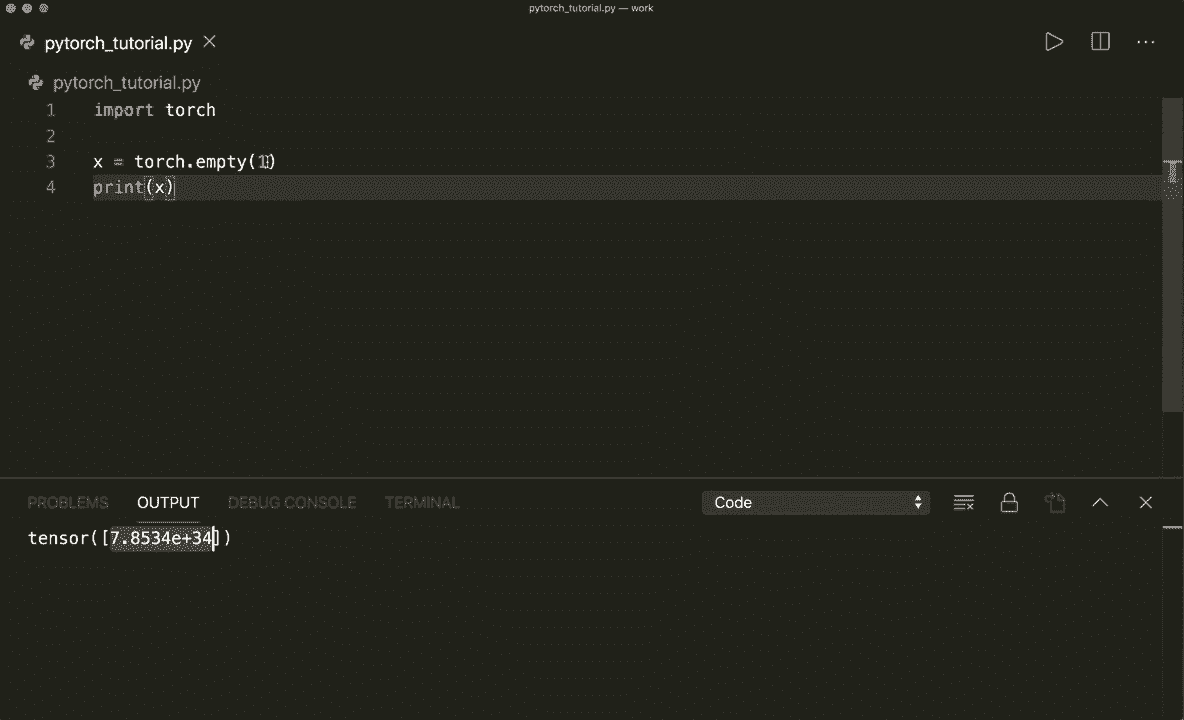 pytorch_tutorial.py — work
pytorch_tutorial.py
pytorch_tutorial.py
1 import torch
2
3 x = torch.empty(1)
4 print(x)
PROBLEMS OUTPUT DEBUG CONSOLE TERMINAL Code
tensor([7.8534e+34])